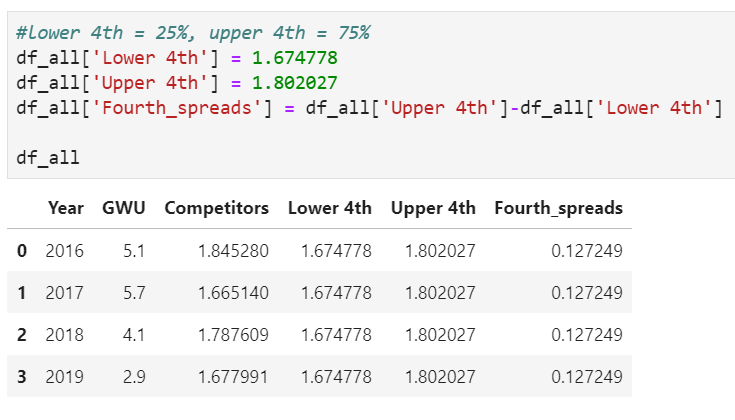 #lower 4th = 25%, upper 4th = 75%
df_all['Lower 4th'] = 1.674778
df_all['Upper 4th'] = 1.802027
df_all['Fourth_spreads'] = df_all['Upper 4th']-df_all['Lower 4th']
df_all
Year GWU Competitors Lower 4th Upper 4th Fourth_spreads
0 2016 5.1 1.845280 1.674778 1.802027 0.127249
1 2017 5.7 1.665140 1.674778 1.802027 0.127249
2 2018 4.1 1.787609 1.674778 1.802027 0.127249
3 2019 2.9 1.677991 1.674778 1.802027 0.127249